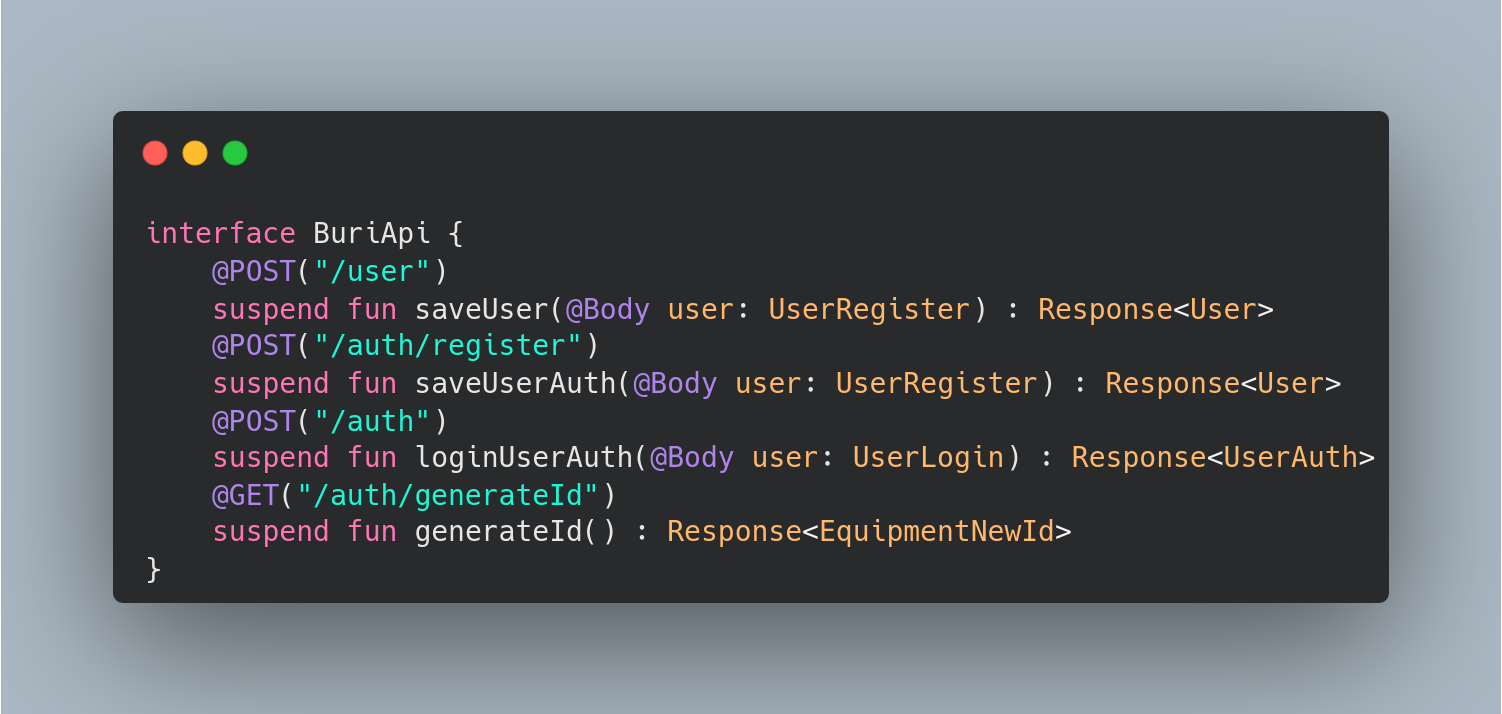 interface BuriApi {
    @POST("/user")
    suspend fun saveUser(@Body user: UserRegister) : Response<User>
    @POST("/auth/register")
    suspend fun saveUserAuth(@Body user: UserRegister) : Response<User>
    @POST("/auth")
    suspend fun loginUserAuth(@Body user: UserLogin) : Response<UserAuth>
    @GET("/auth/generateId")
    suspend fun generateId() : Response<EquipmentNewId>
}